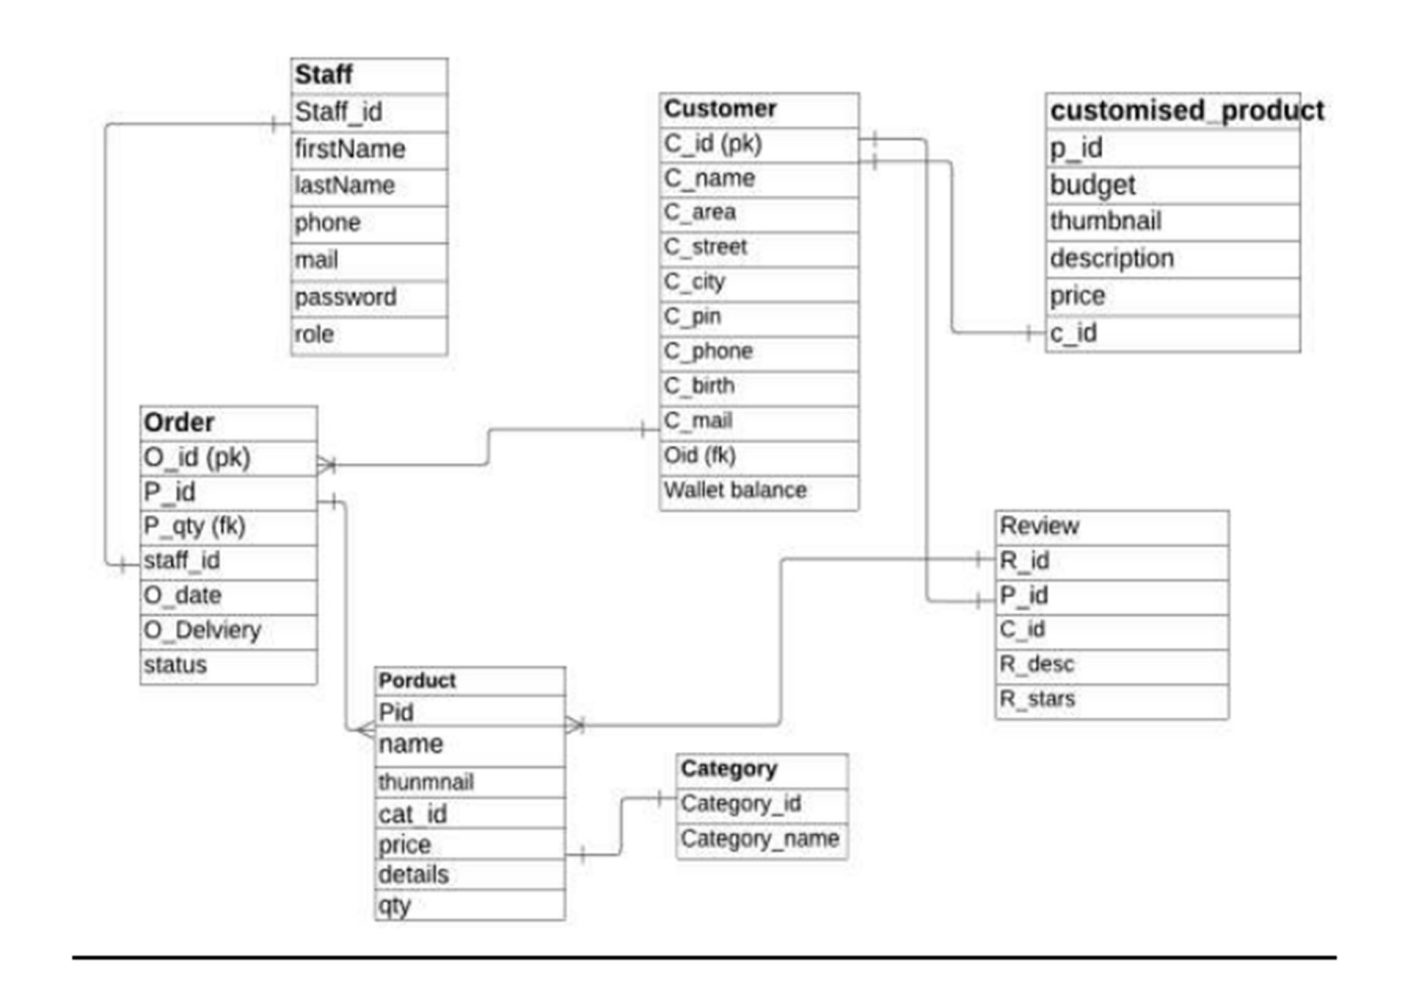 Staff
Staff_id
firstName
lastName
phone
mail
password
role
Customer
C_id (pk)
C_name
C_area
C_street
C_city
C_pin
C_phone
C_birth
C_mail
Oid (fk)
Wallet balance
customised_product
p_id
budget
thumbnail
description
price
c_id
Order
O_id (pk)
P_id
P_qty (fk)
staff_id
O_date
O_Delviery
status
Review
R_id
P_id
C_id
R_desc
R_stars
Porduct
Pid
name
thunmnail
cat_id
price
details
qty
Category
Category_id
Category_name